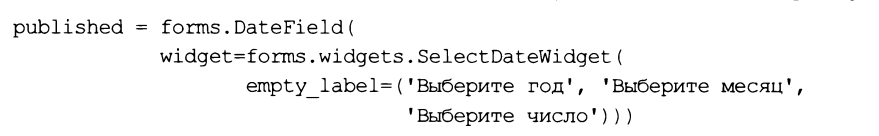 published = forms.DateField(
widget=forms.widgets.SelectDateWidget(
empty_label=('Выберите год', 'Выберите месяц',
'Выберите число')))